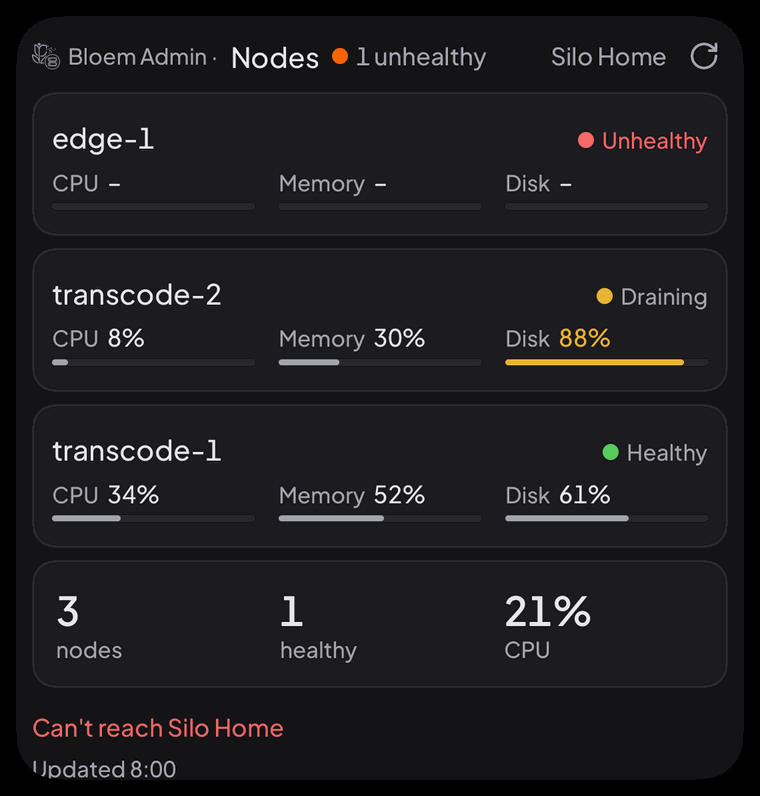 Bloem Admin · Nodes 1 unhealthy Silo Home
edge-1 Unhealthy
CPU – Memory – Disk –
transcode-2 Draining
CPU 8% Memory 30% Disk 88%
transcode-1 Healthy
CPU 34% Memory 52% Disk 61%
3 1 21%
nodes healthy CPU
Can't reach Silo Home
Updated 8:00